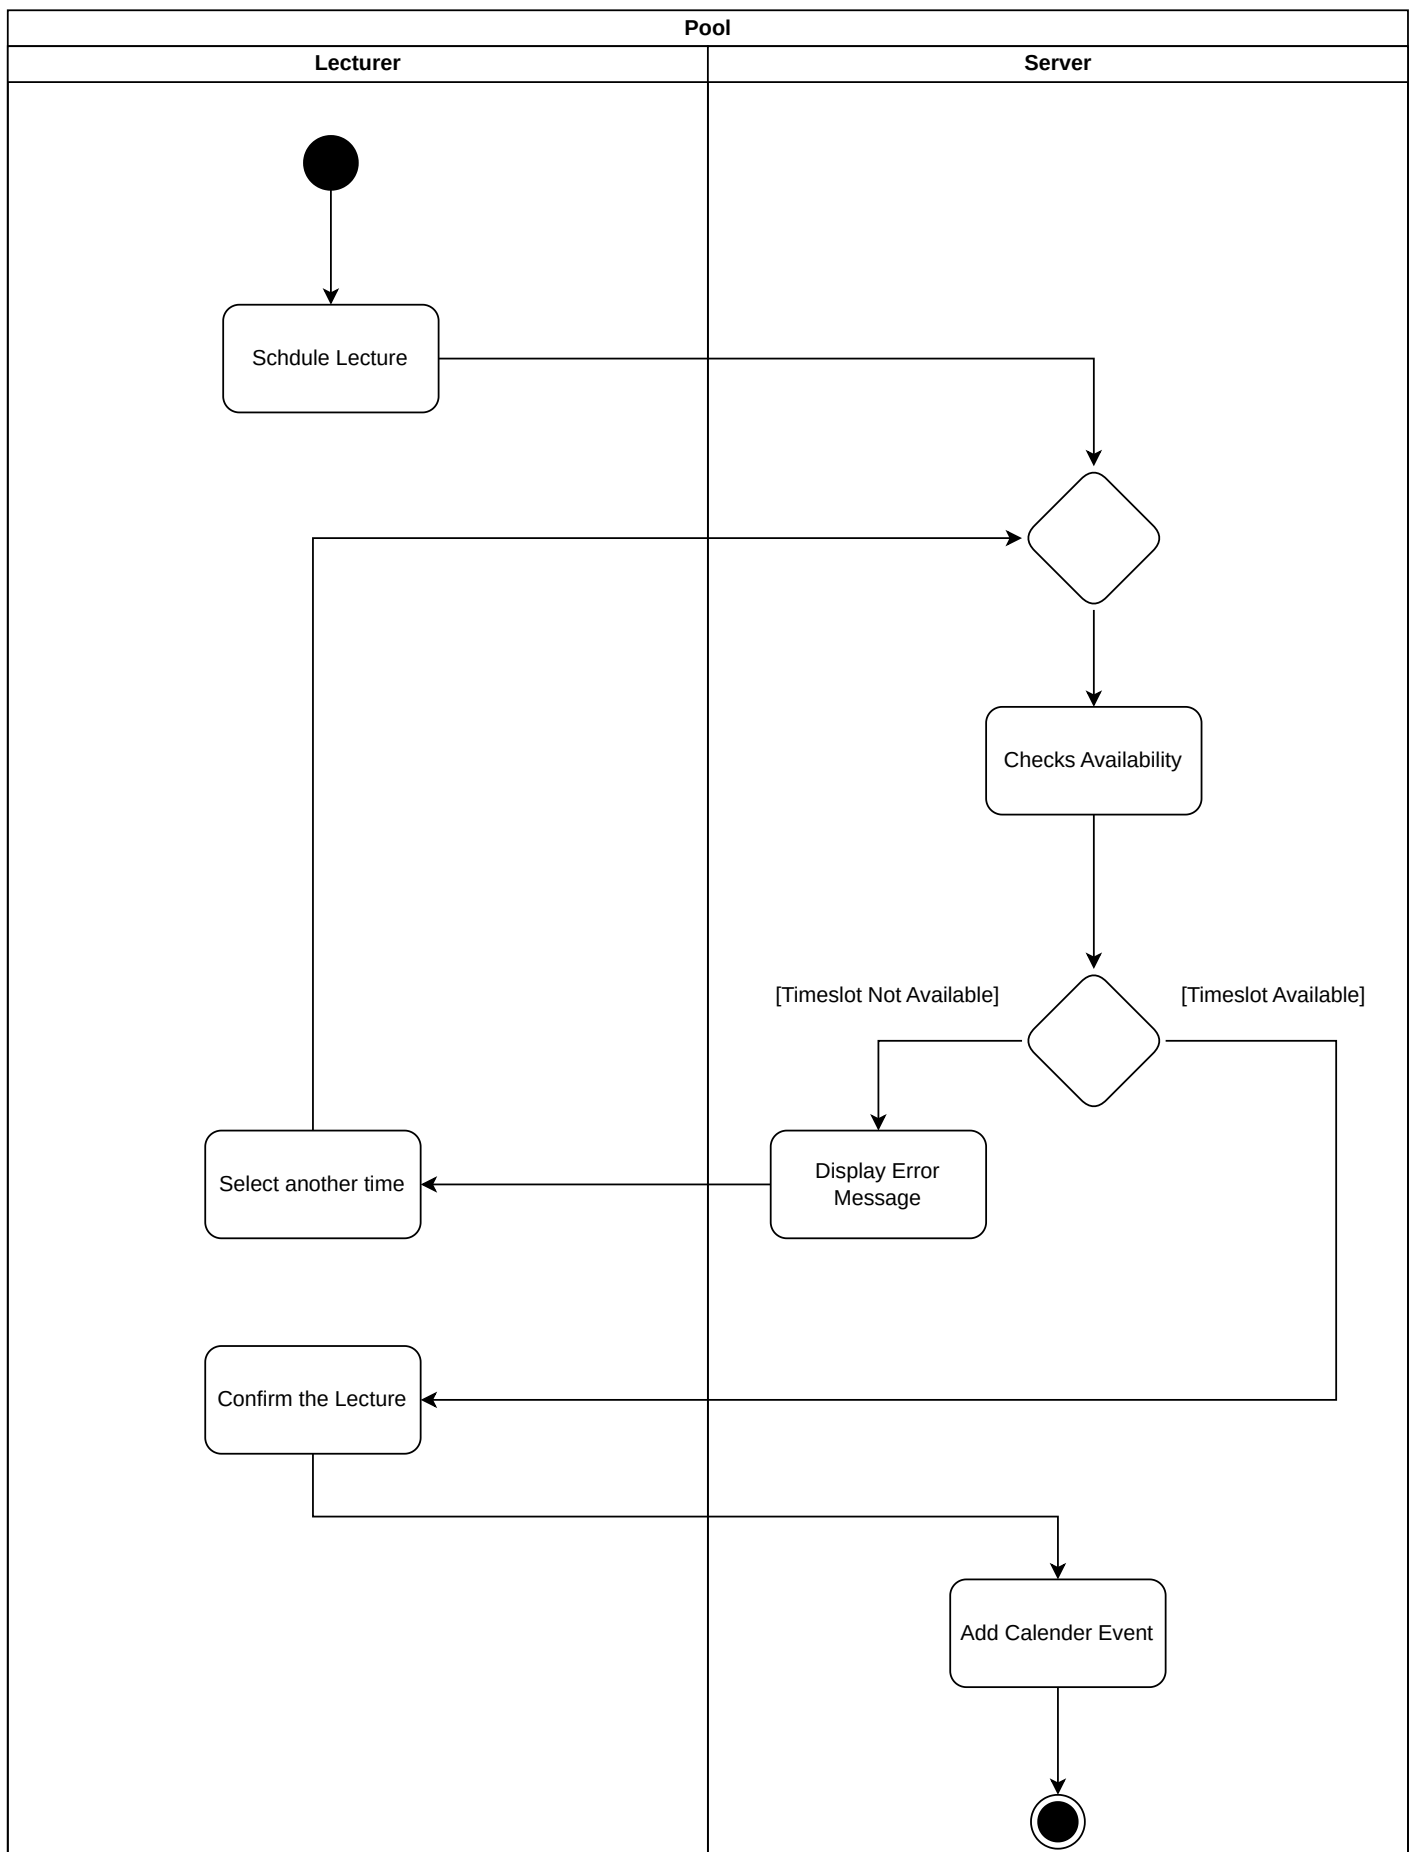 Pool
Lecturer
Server
Schdule Lecture
Checks Availability
[Timeslot Not Available]
[Timeslot Available]
Select another time
Display Error
Message
Confirm the Lecture
Add Calender Event